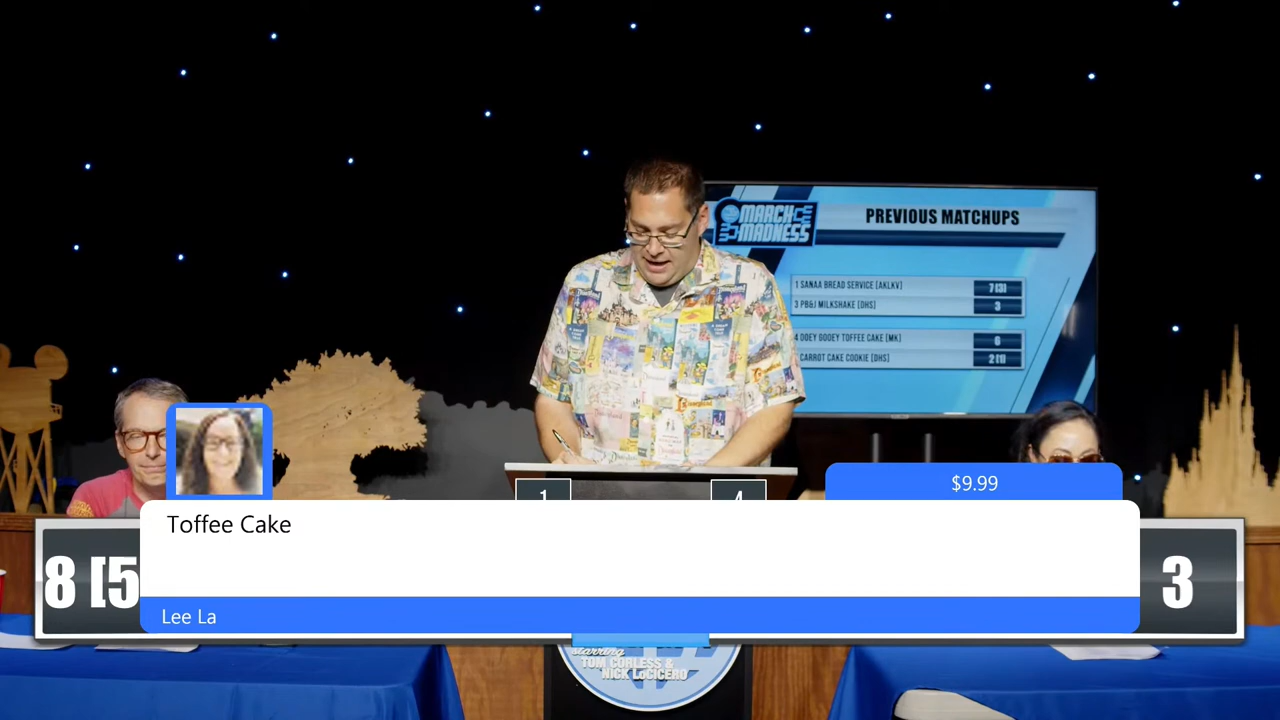 MARCH
MADNESS
PREVIOUS MATCHUPS
1 SANAA BREAD SERVICE [AKLKV]
7 [3]
3 PB&J MILKSHAKE [DHS]
3
4 OOEY GOOEY TOFFEE CAKE [MK]
6
CARROT CAKE COOKIE [DHS]
2 [1]
$9.99
1
4
Toffee Cake
8 [5
3
Lee La
starring
TOM CORLESS &
NICK LoCICERO